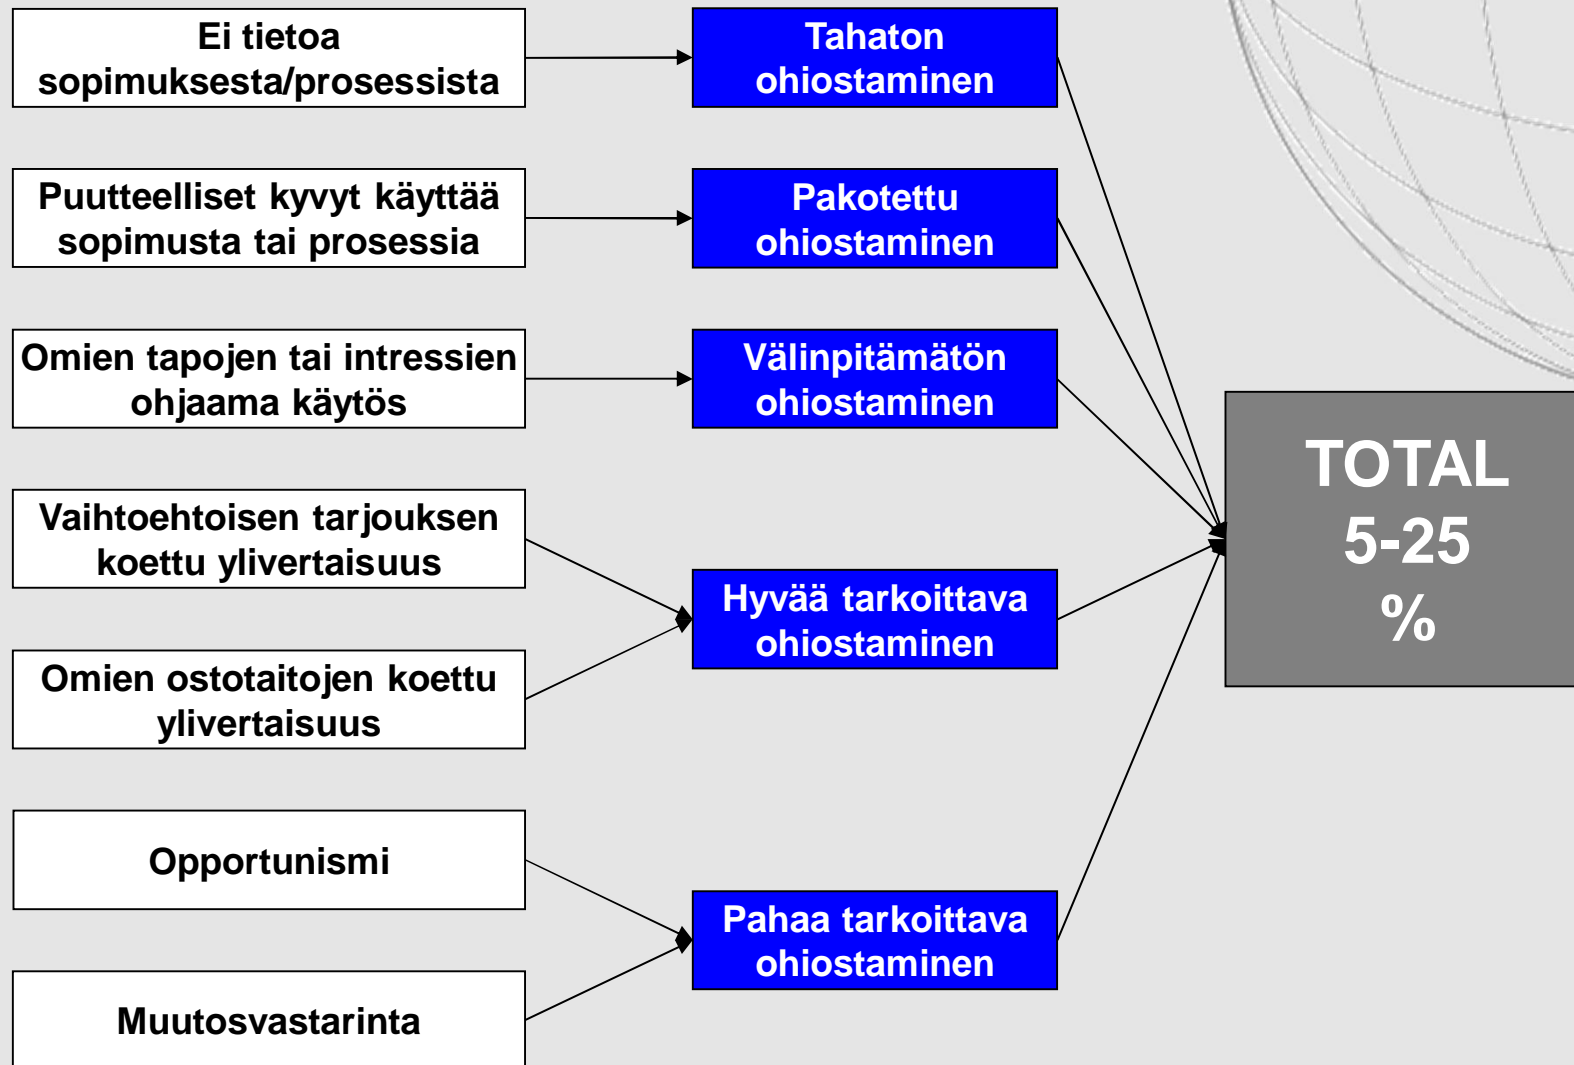 Ei tietoa
sopimuksesta/prosessista
Tahaton
ohiostaminen
Puutteelliset kyvyt käyttää
sopimusta tai prosessia
Pakotettu
ohiostaminen
Omien tapojen tai intressien
ohjaama käytös
Välinpitämätön
ohiostaminen
Vaihtoehtoisen tarjouksen
koettu ylivertaisuus
Omien ostotaitojen koettu
ylivertaisuus
Hyvää tarkoittava
ohiostaminen
Opportunismi
Muutosvastarinta
Pahaa tarkoittava
ohiostaminen
TOTAL
5-25
%